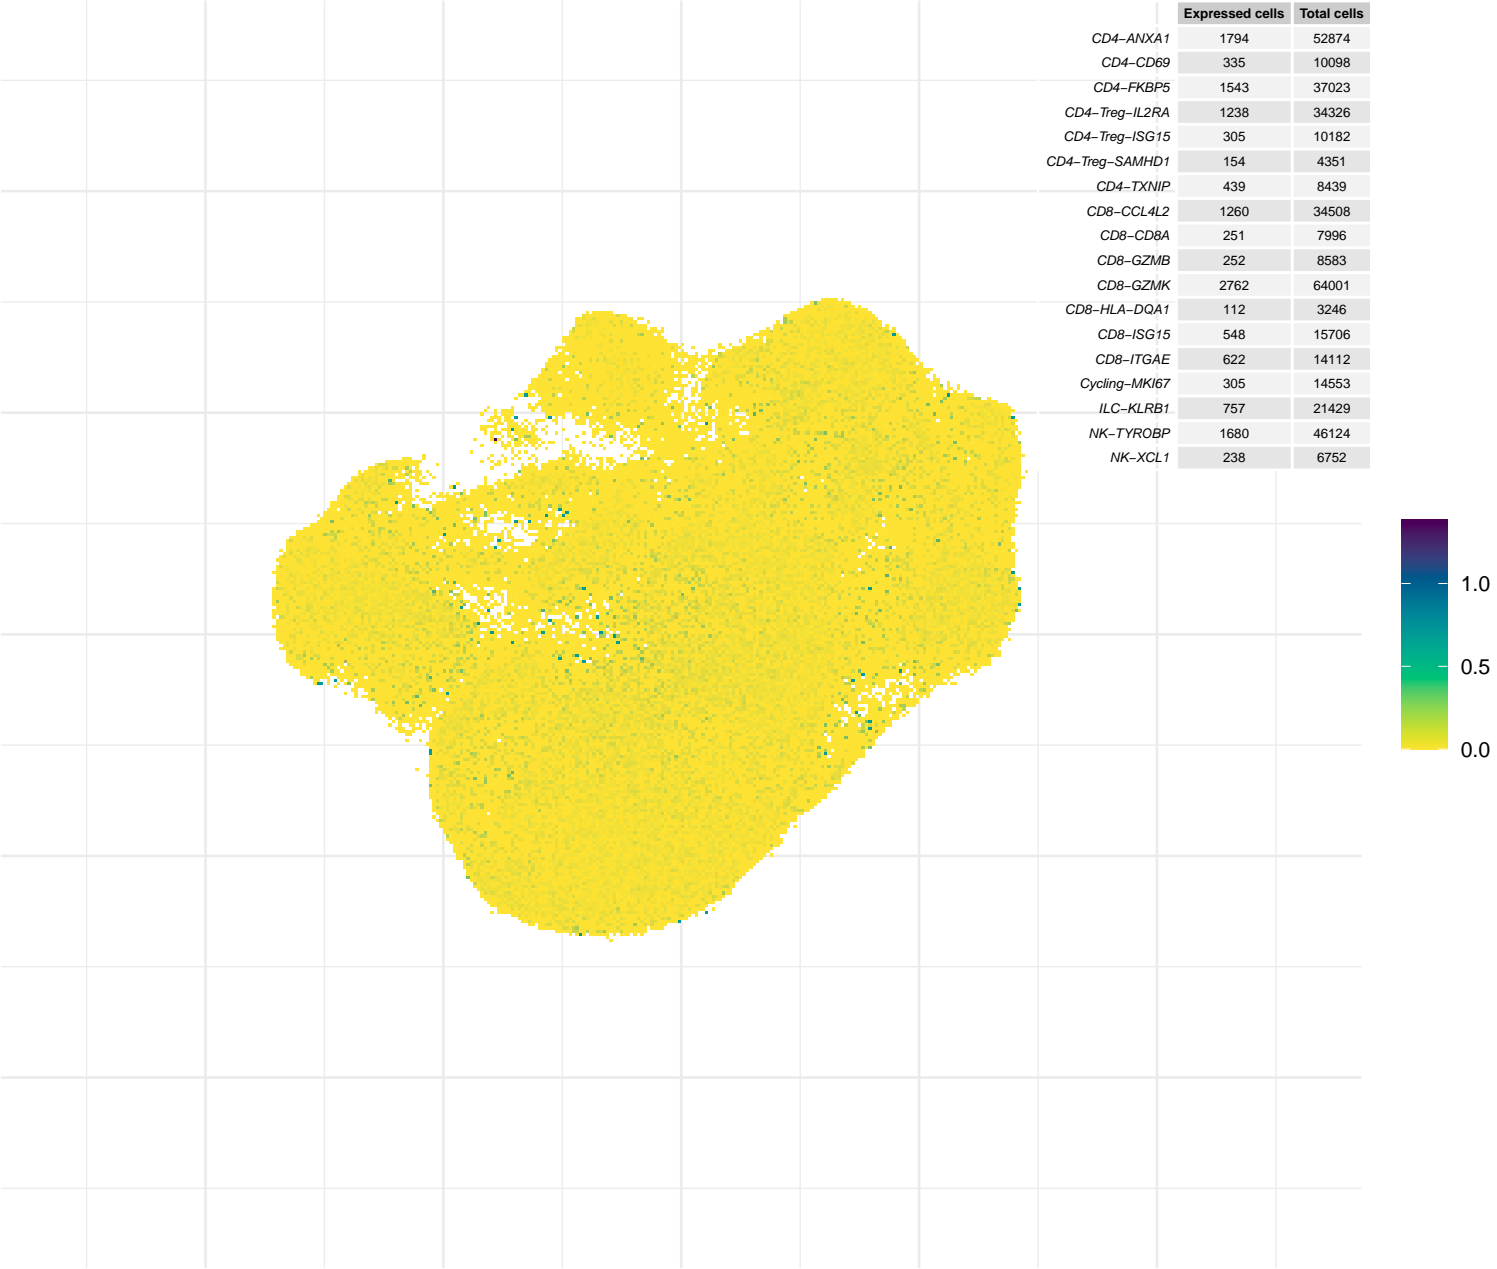 Expressed cells Total cells
CD4−ANXA1 1794 52874
CD4−CD69 335 10098
CD4−FKBP5 1543 37023
CD4−Treg−IL2RA 1238 34326
CD4−Treg−ISG15 305 10182
CD4−Treg−SAMHD1 154 4351
CD4−TXNIP 439 8439
CD8−CCL4L2 1260 34508
CD8−CD8A 251 7996
CD8−GZMB 252 8583
CD8−GZMK 2762 64001
CD8−HLA−DQA1 112 3246
CD8−ISG15 548 15706
CD8−ITGAE 622 14112
Cycling−MKI67 305 14553
ILC−KLRB1 757 21429
NK−TYROBP 1680 46124
NK−XCL1 238 6752
1.0
0.5
0.0